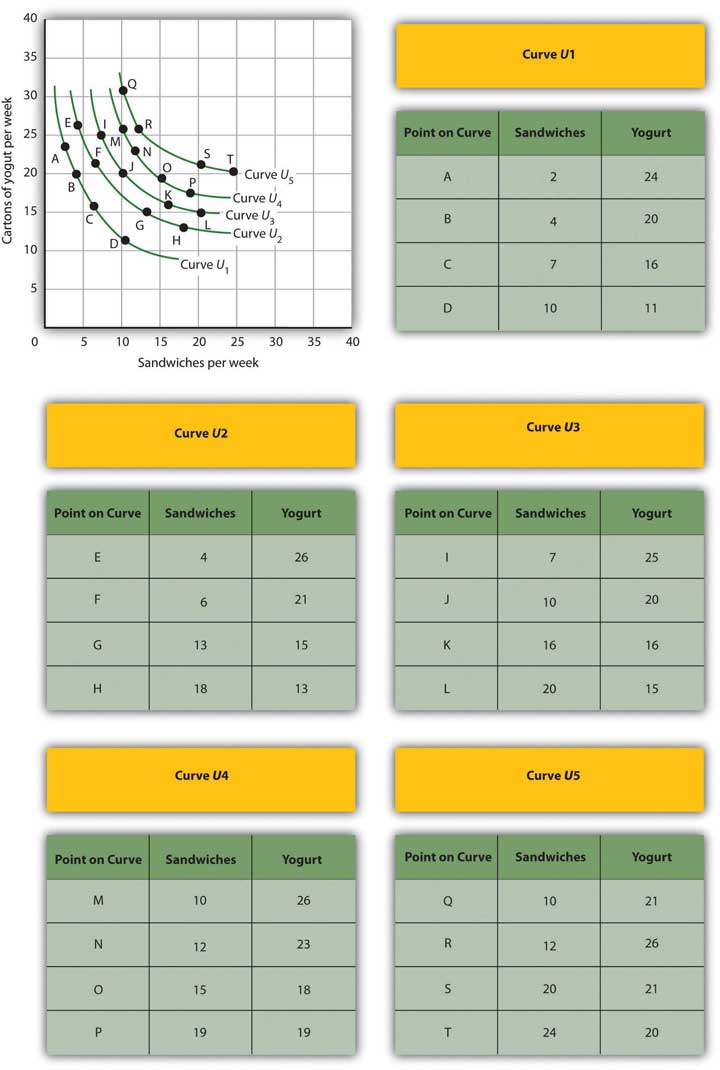 40
35
30
25
20
15
10
5
0
5
10
15
20
25
30
35
40
Cartons of yogut per week
Sandwiches per week
A
B
C
D
E
F
G
H
I
J
K
L
M
N
O
P
Q
R
S
T
Curve U5
Curve U4
Curve U3
Curve U2
Curve U1
Curve U1
Point on Curve Sandwiches Yogurt
A 2 24
B 4 20
C 7 16
D 10 11
Curve U2
Point on Curve Sandwiches Yogurt
E 4 26
F 6 21
G 13 15
H 18 13
Curve U3
Point on Curve Sandwiches Yogurt
I 7 25
J 10 20
K 16 16
L 20 15
Curve U4
Point on Curve Sandwiches Yogurt
M 10 26
N 12 23
O 15 18
P 19 19
Curve U5
Point on Curve Sandwiches Yogurt
Q 10 21
R 12 26
S 20 21
T 24 20